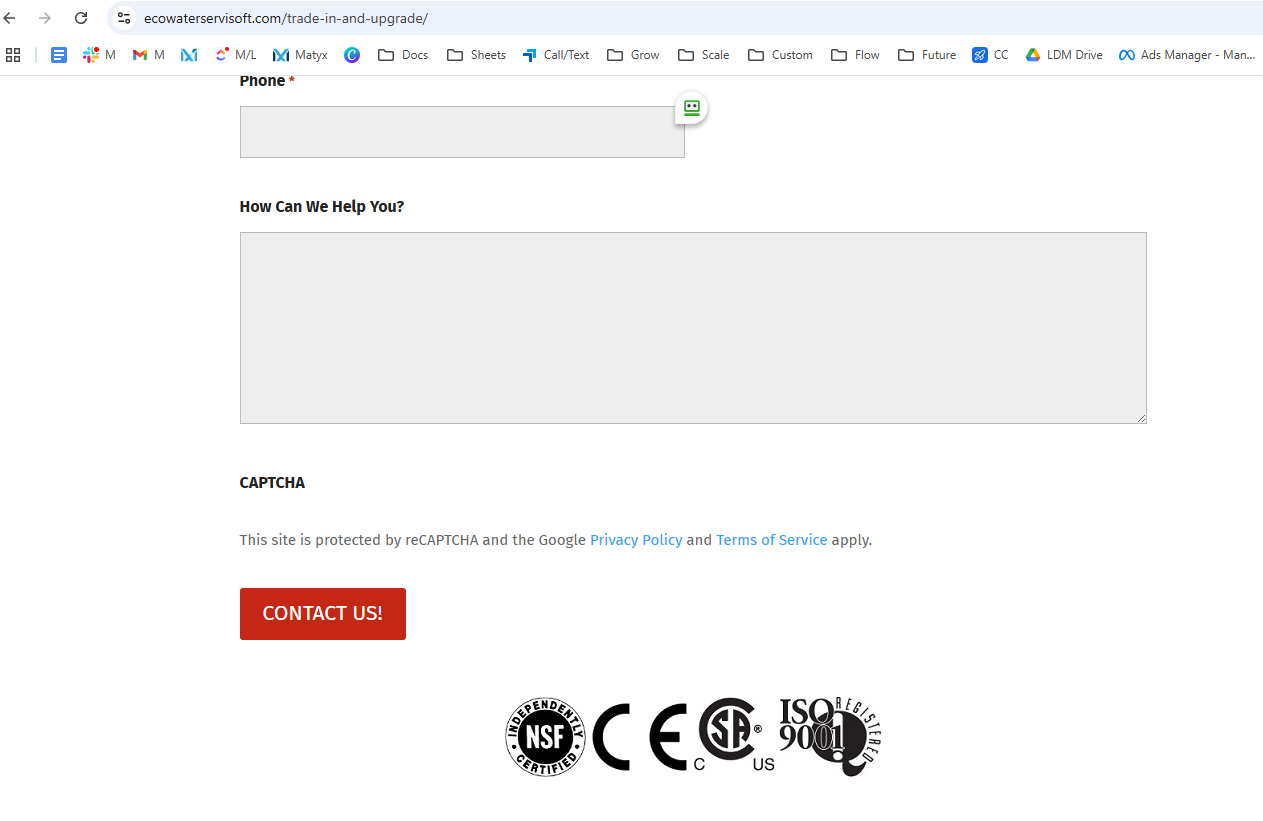 ecowaterservisoft.com/trade-in-and-upgrade/
M M M/L Matyx Docs Sheets Call/Text Grow Scale Custom Flow Future CC LDM Drive Ads Manager - Man...
Phone *
How Can We Help You?
CAPTCHA
This site is protected by reCAPTCHA and the Google Privacy Policy and Terms of Service apply.
CONTACT US!
INDEPENDENTLY
NSF
CERTIFIED
CE
SA ®
C US
ISO
9001
REGISTERED